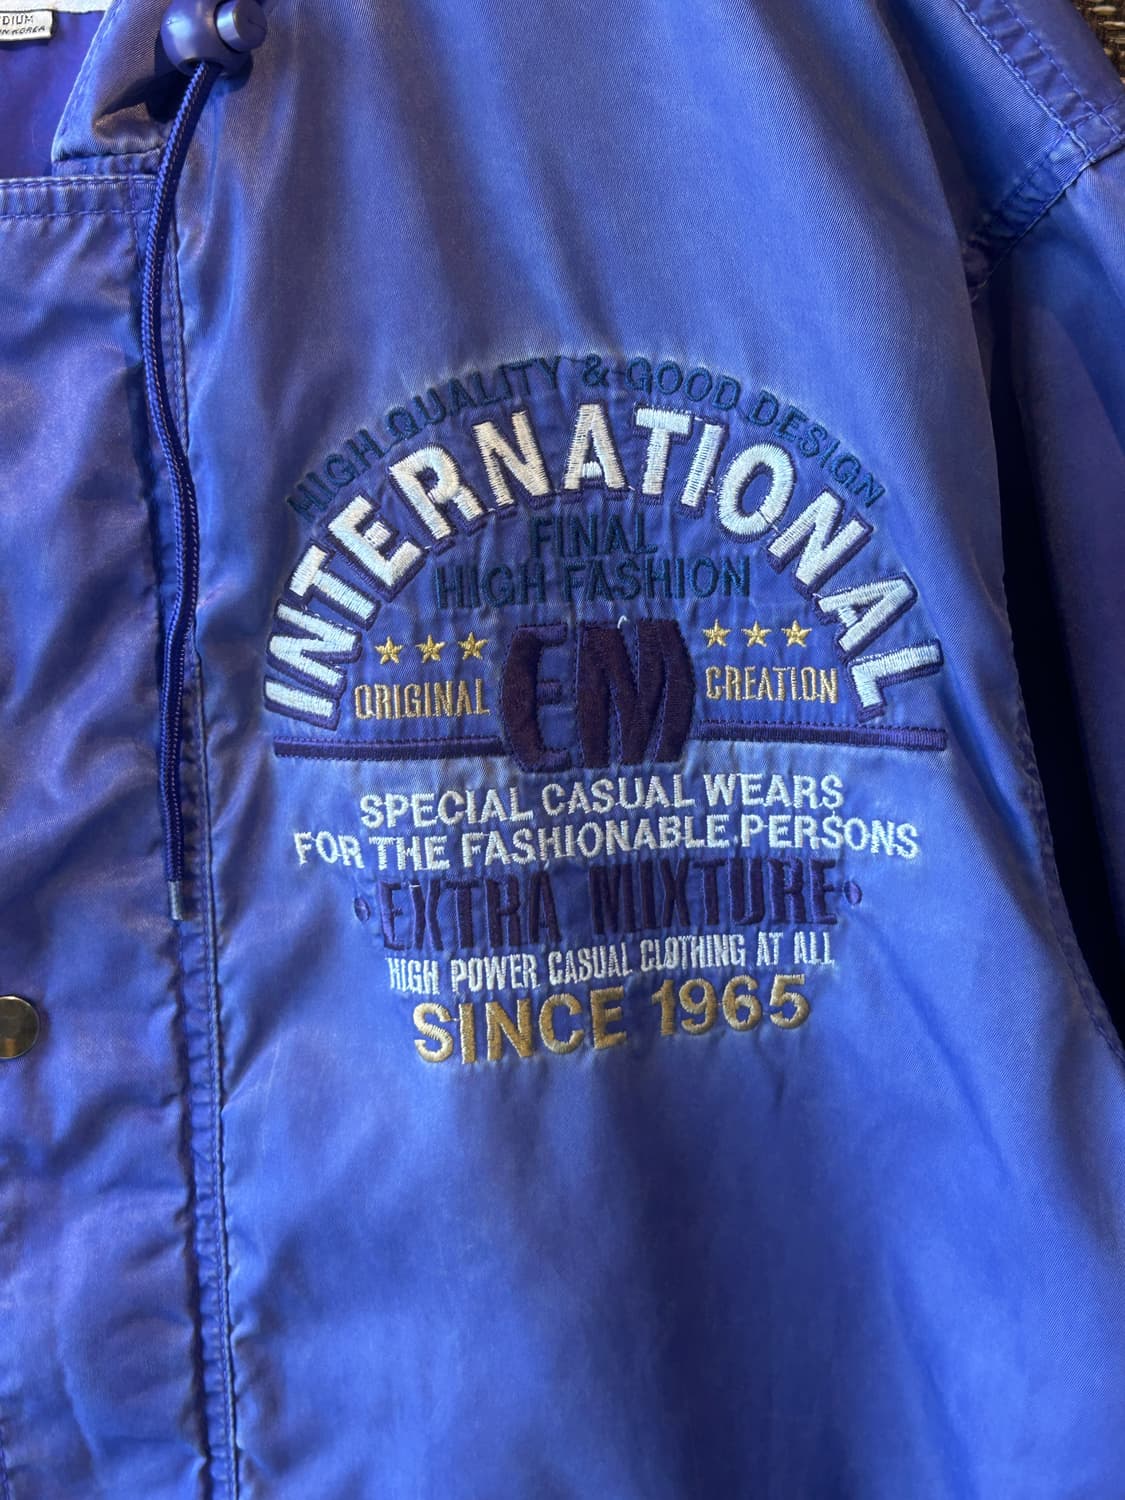 HIGH QUALITY & GOOD DESIGN
INTERNATIONAL
FINAL
HIGH FASHION
ORIGINAL EM CREATION
SPECIAL CASUAL WEARS
FOR THE FASHIONABLE PERSONS
EXTRA MIXTURE
HIGH POWER CASUAL CLOTHING AT ALL
SINCE 1965